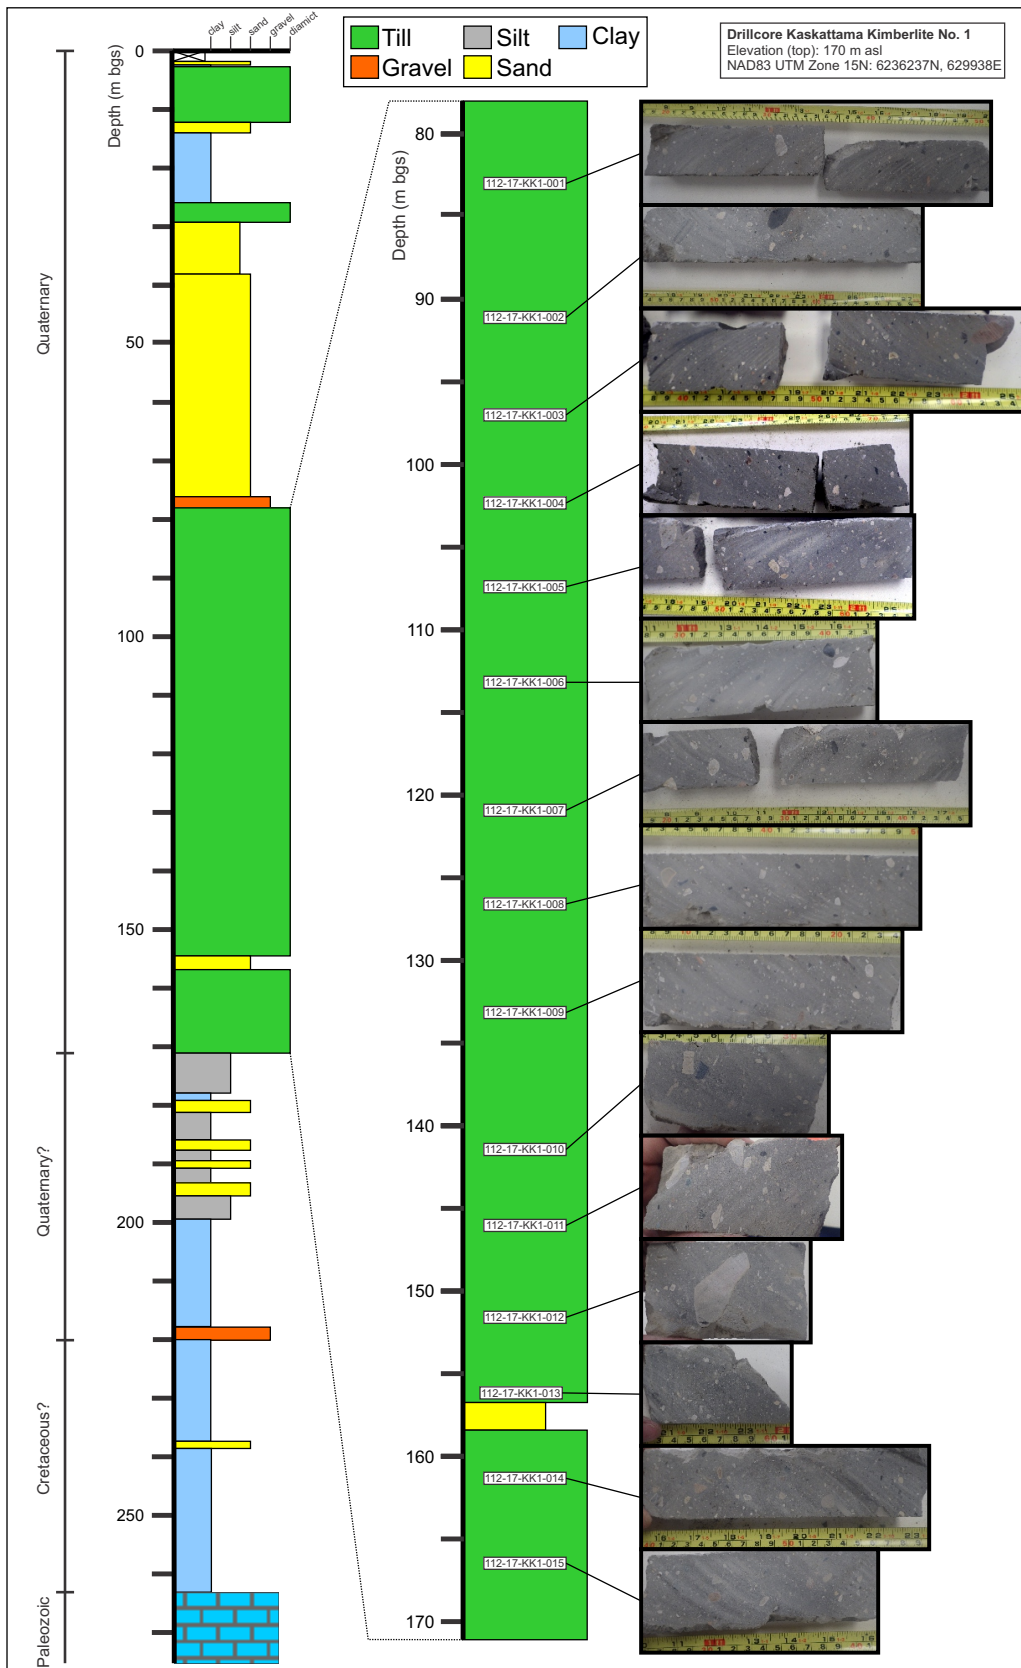 clay
silt
sand
gravel
diamict
Till
Silt
Clay
Gravel
Sand
Drillcore Kaskattama Kimberlite No. 1
Elevation (top): 170 m asl
NAD83 UTM Zone 15N: 6236237N, 629938E
Depth (m bgs)
0
50
100
150
200
250
Quaternary
Quaternary?
Cretaceous?
Paleozoic
Depth (m bgs)
80
90
100
110
120
130
140
150
160
170
112-17-KK1-001
112-17-KK1-002
112-17-KK1-003
112-17-KK1-004
112-17-KK1-005
112-17-KK1-006
112-17-KK1-007
112-17-KK1-008
112-17-KK1-009
112-17-KK1-010
112-17-KK1-011
112-17-KK1-012
112-17-KK1-013
112-17-KK1-014
112-17-KK1-015